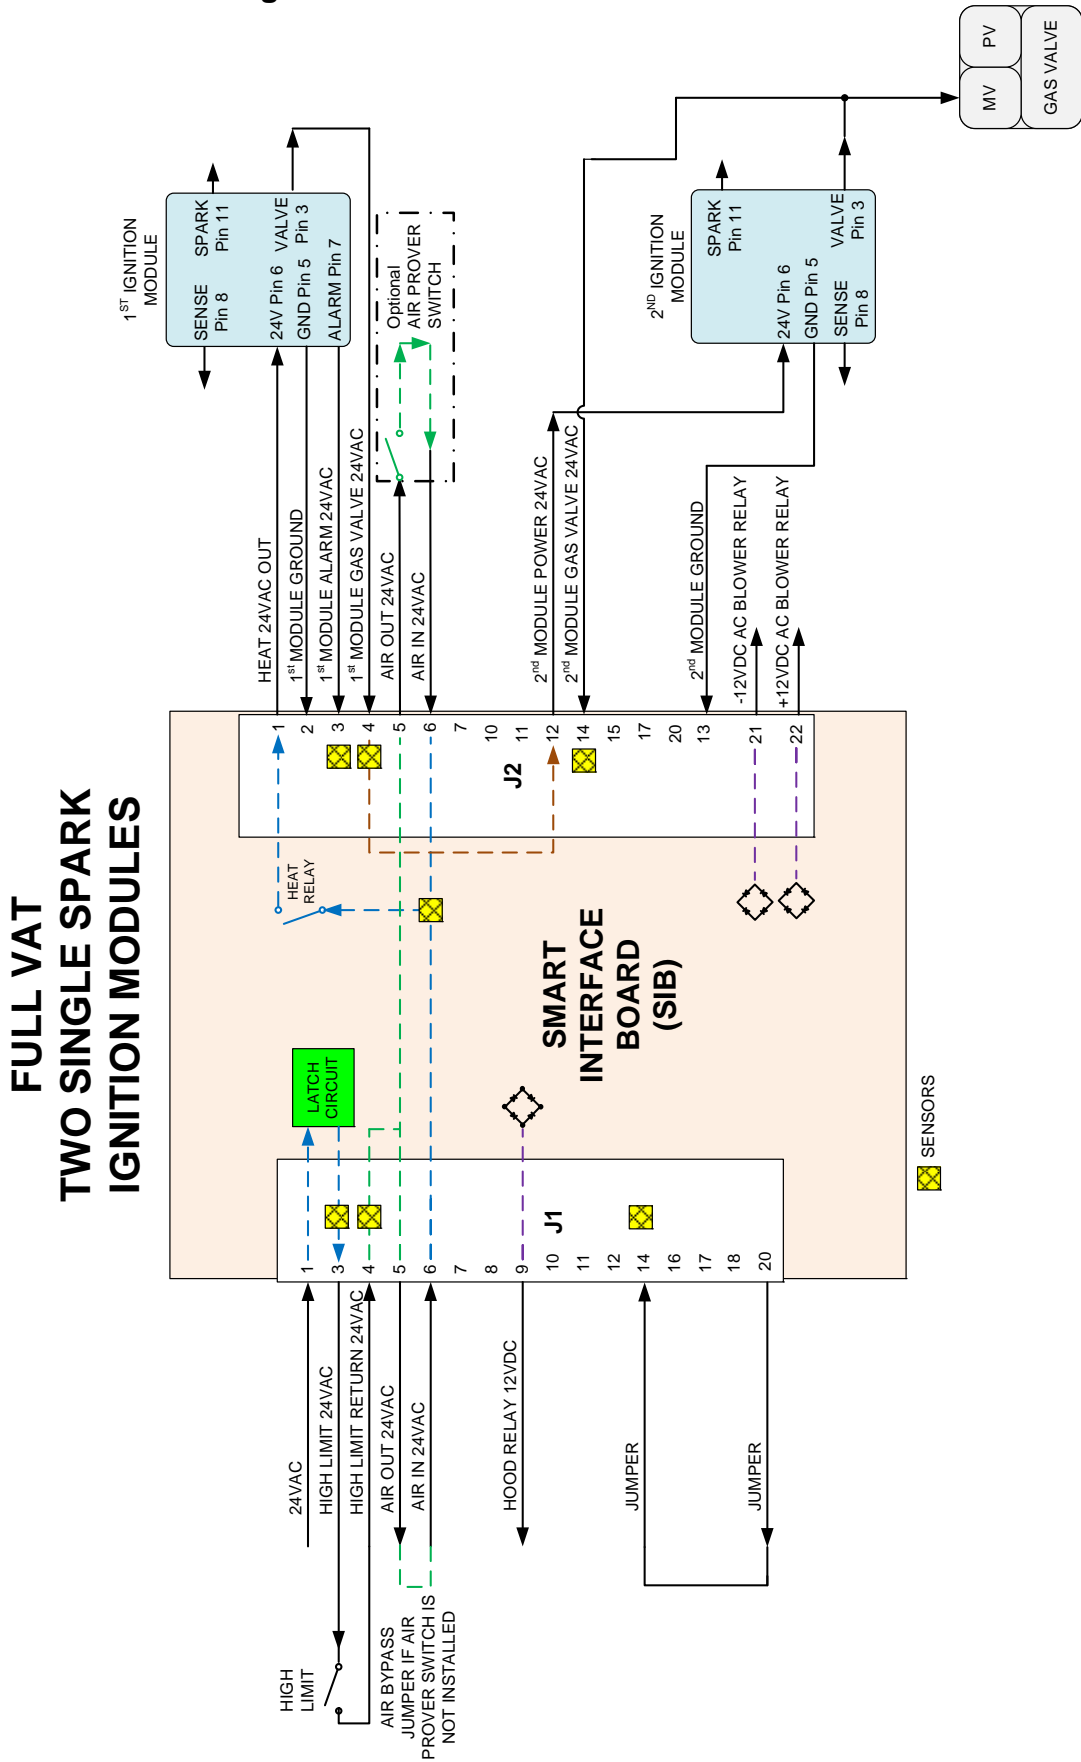 FULL VAT
TWO SINGLE SPARK
IGNITION MODULES
1ST IGNITION
MODULE
SENSE
Pin 8
SPARK
Pin 11
24V Pin 6
VALVE
Pin 3
GND Pin 5
ALARM Pin 7
Optional
AIR PROVER
SWITCH
2ND IGNITION
MODULE
SPARK
Pin 11
24V Pin 6
GND Pin 5
SENSE
Pin 8
VALVE
Pin 3
MV
PV
GAS VALVE
HEAT 24VAC OUT
1st MODULE GROUND
1st MODULE ALARM 24VAC
1st MODULE GAS VALVE 24VAC
AIR OUT 24VAC
AIR IN 24VAC
2nd MODULE POWER 24VAC
2nd MODULE GAS VALVE 24VAC
2nd MODULE GROUND
-12VDC AC BLOWER RELAY
+12VDC AC BLOWER RELAY
J2
1
2
3
4
5
6
7
10
11
12
14
15
17
20
13
21
22
HEAT
RELAY
LATCH
CIRCUIT
SMART
INTERFACE
BOARD
(SIB)
J1
1
3
4
5
6
7
8
9
10
11
12
14
16
17
18
20
SENSORS
24VAC
HIGH LIMIT 24VAC
HIGH LIMIT RETURN 24VAC
AIR OUT 24VAC
AIR IN 24VAC
HOOD RELAY 12VDC
JUMPER
JUMPER
HIGH
LIMIT
AIR BYPASS
JUMPER IF AIR
PROVER SWITCH IS
NOT INSTALLED